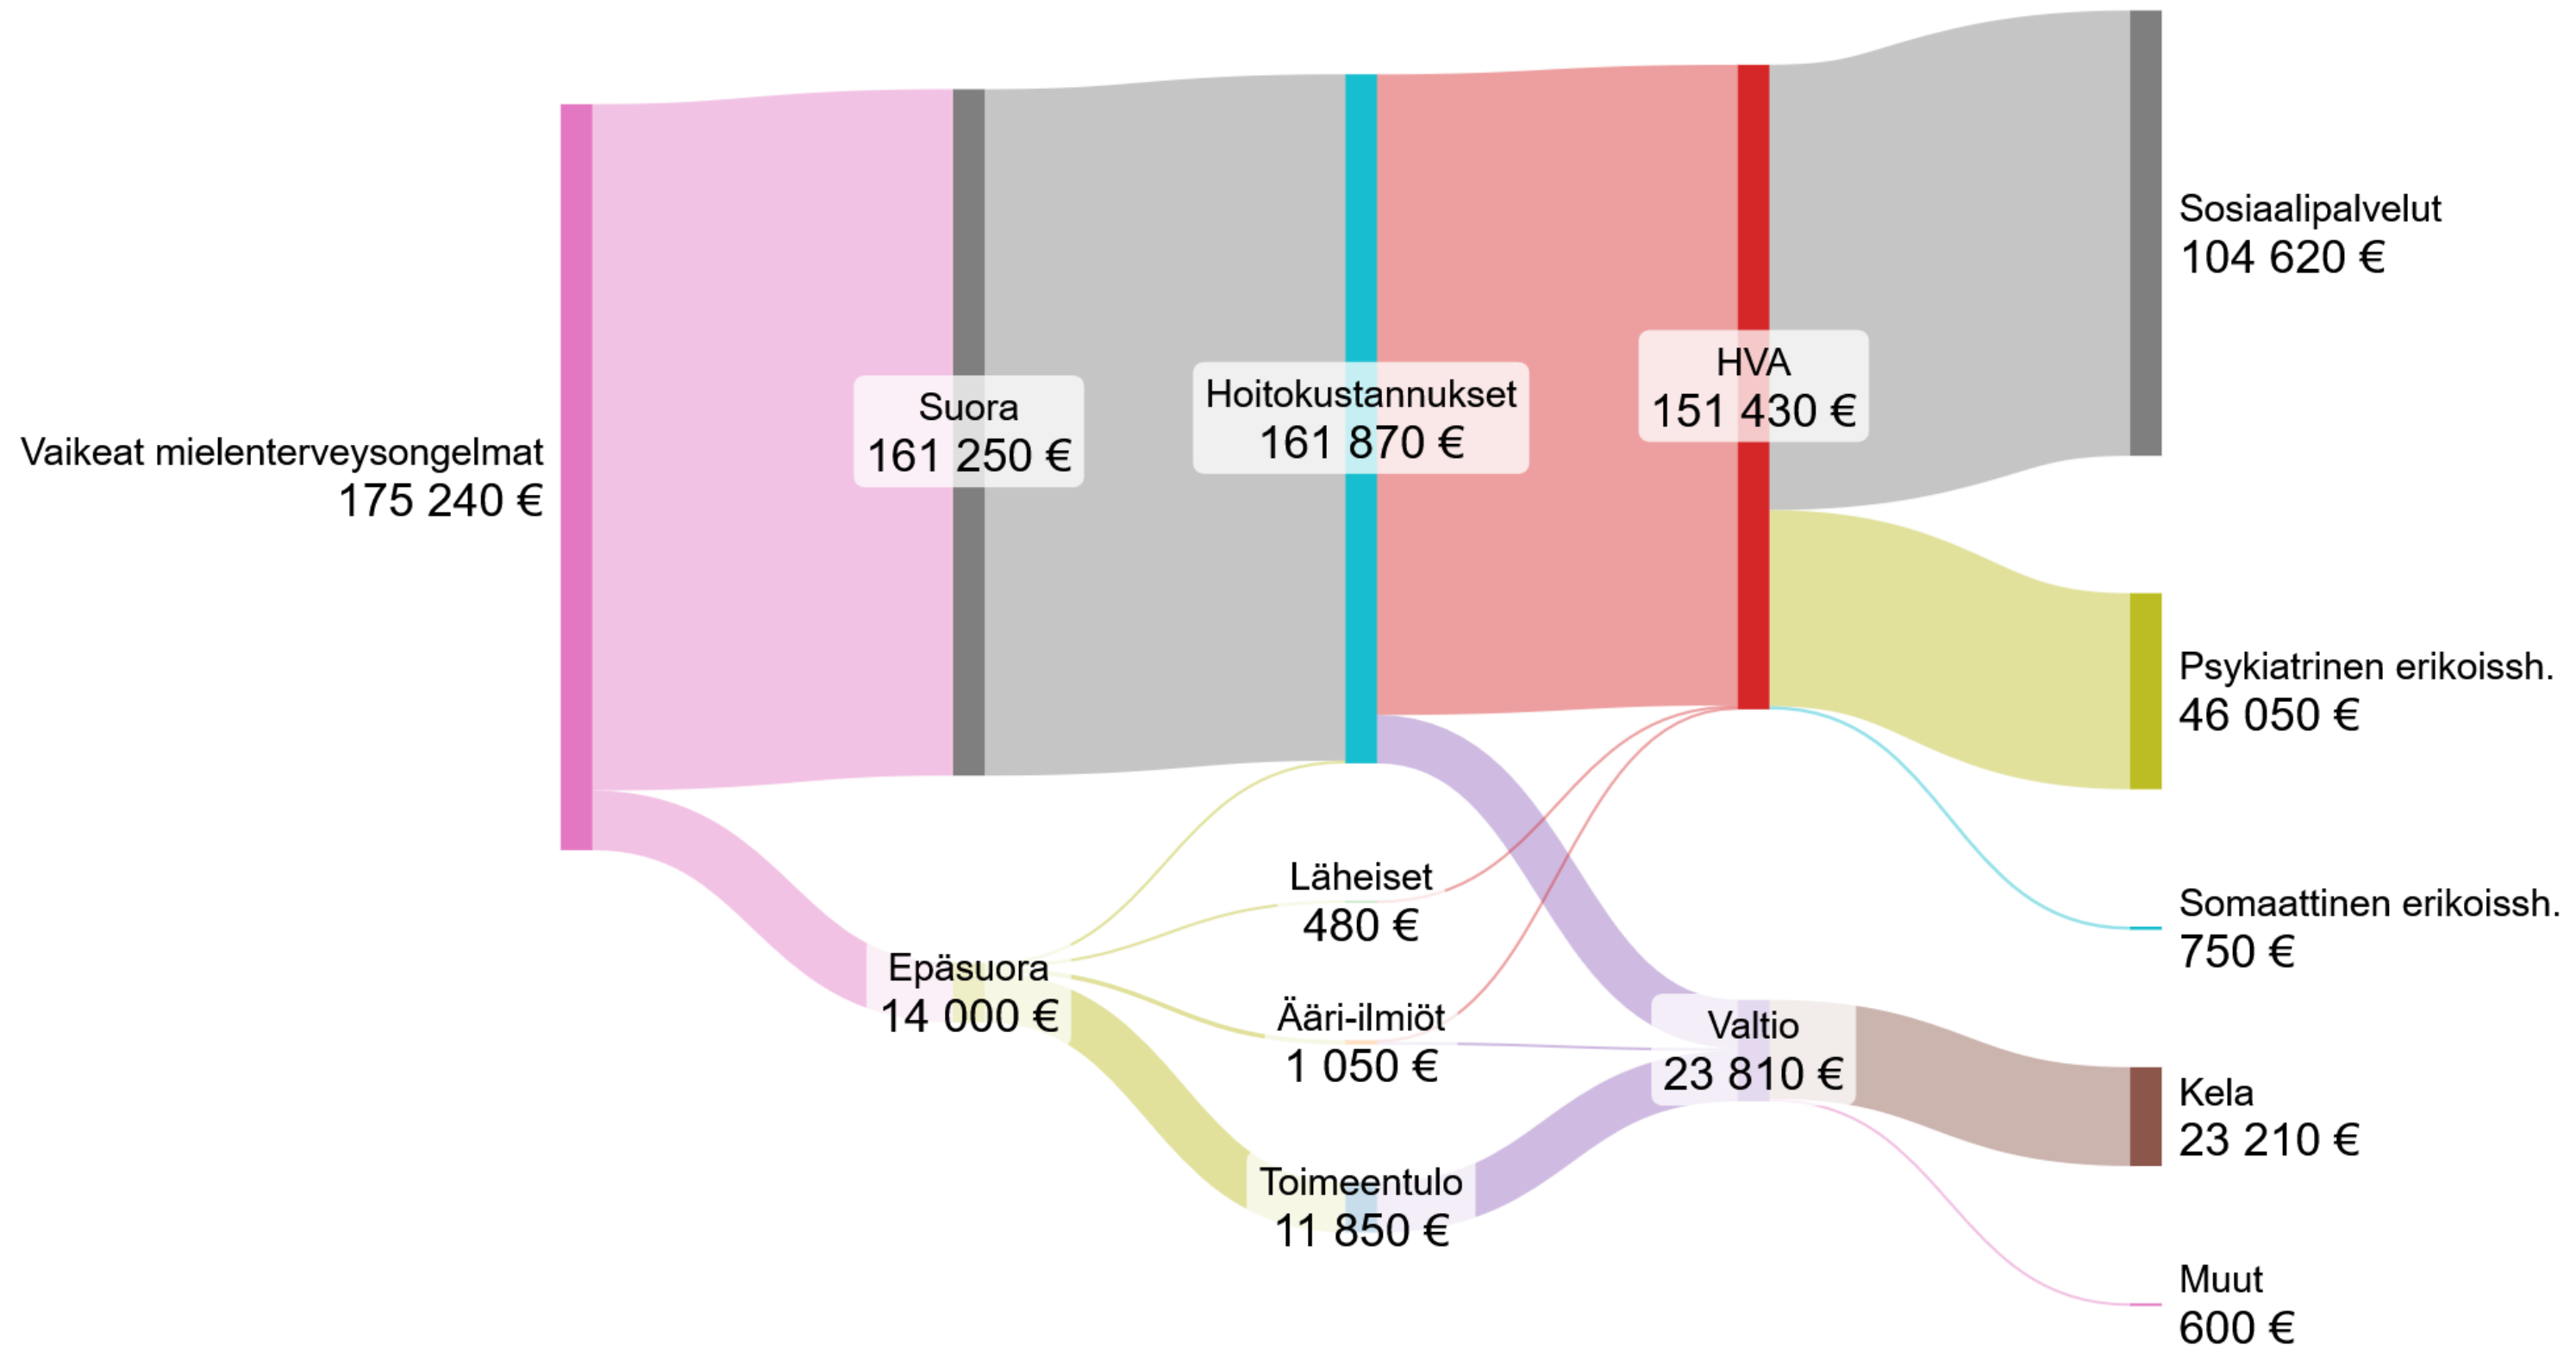 Vaikeat mielenterveysongelmat
175 240 €
Suora
161 250 €
Epäsuora
14 000 €
Hoitokustannukset
161 870 €
Läheiset
480 €
Ääri-ilmiöt
1 050 €
Toimeentulo
11 850 €
HVA
151 430 €
Valtio
23 810 €
Sosiaalipalvelut
104 620 €
Psykiatrinen erikoissh.
46 050 €
Somaattinen erikoissh.
750 €
Kela
23 210 €
Muut
600 €